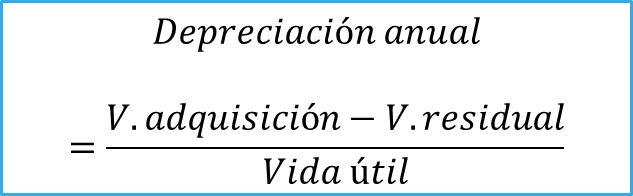 Depreciación anual
= V. adquisición − V. residual
Vida útil